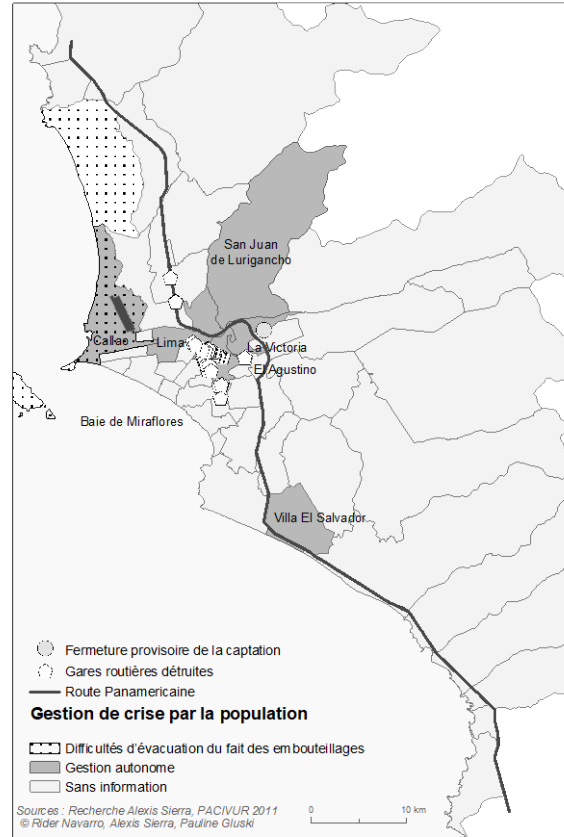 San Juan
de Lurigancho
Callao
Lima
La Victoria
El Agustino
Baie de Miraflores
Villa El Salvador
Fermeture provisoire de la captation
Gares routières détruites
Route Panamericaine
Gestion de crise par la population
Difficultés d'évacuation du fait des embouteillages
Gestion autonome
Sans information
Sources : Recherche Alexis Sierra, PACIVUR 2011
© Rider Navarro, Alexis Sierra, Pauline Gluski
0 10 km